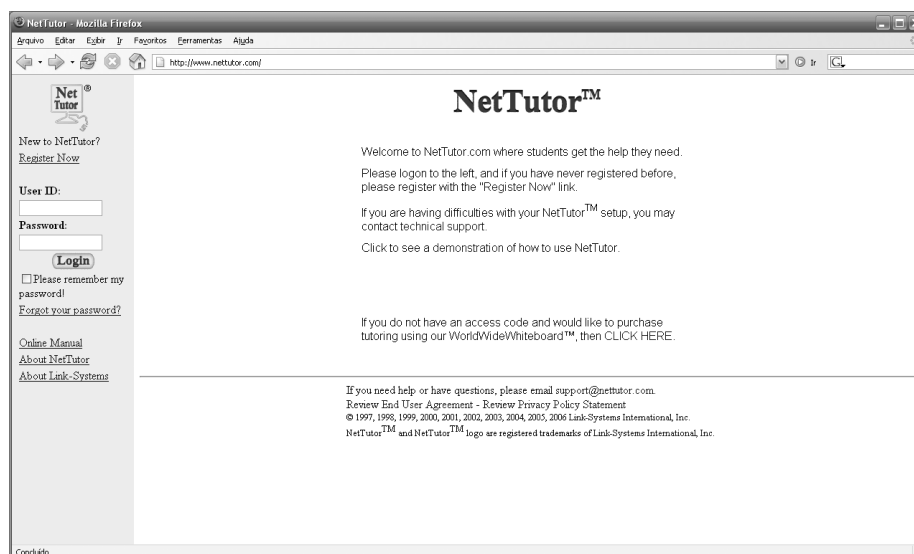 NetTutor - Mozilla Firefox
Arquivo Editar Exibir Ir Favoritos Ferramentas Ajuda
http://www.nettutor.com/ Ir
Net Tutor ®
New to NetTutor?
Register Now
User ID:
Password:
Login
Please remember my
password!
Forgot your password?
Online Manual
About NetTutor
About Link-Systems
NetTutor™
Welcome to NetTutor.com where students get the help they need.
Please logon to the left, and if you have never registered before,
please register with the "Register Now" link.
If you are having difficulties with your NetTutor™ setup, you may
contact technical support.
Click to see a demonstration of how to use NetTutor.
If you do not have an access code and would like to purchase
tutoring using our WorldWideWhiteboard™, then CLICK HERE.
If you need help or have questions, please email support@nettutor.com.
Review End User Agreement - Review Privacy Policy Statement
© 1997, 1998, 1999, 2000, 2001, 2002, 2003, 2004, 2005, 2006 Link-Systems International, Inc.
NetTutor™ and NetTutor™ logo are registered trademarks of Link-Systems International, Inc.
Concluído